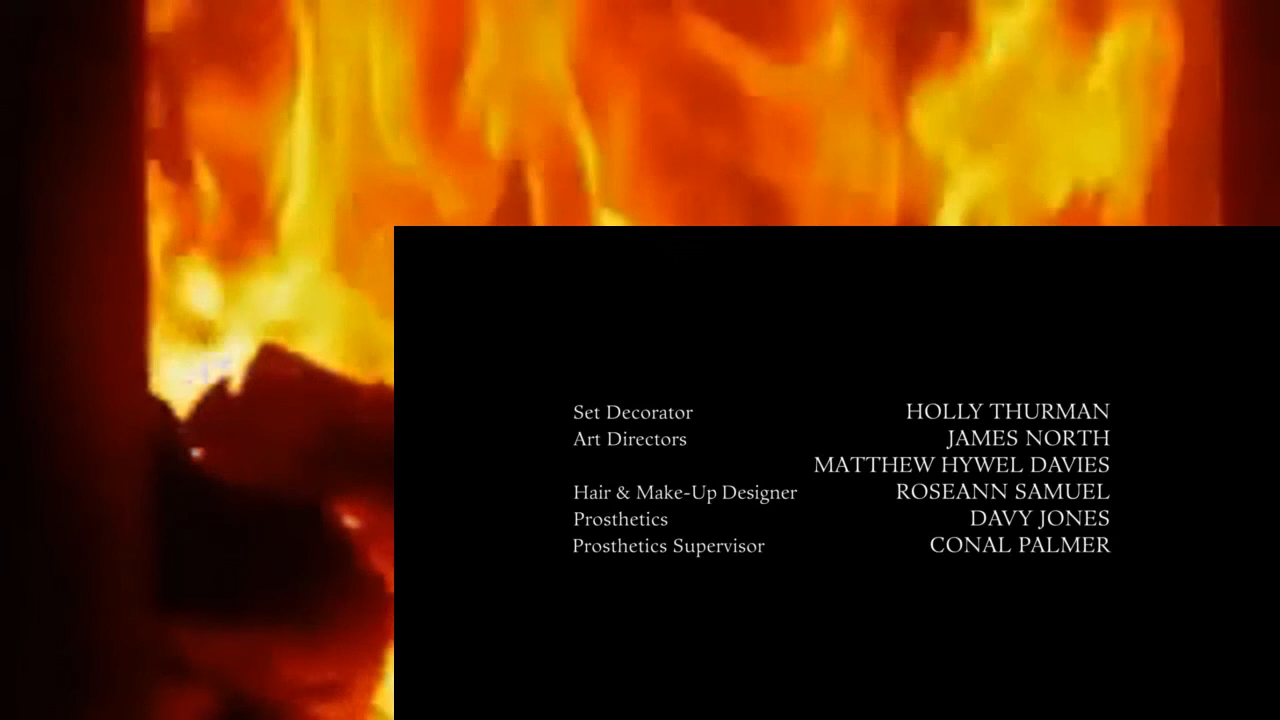 Set Decorator HOLLY THURMAN
Art Directors JAMES NORTH
MATTHEW HYWEL DAVIES
Hair & Make-Up Designer ROSEANN SAMUEL
Prosthetics DAVY JONES
Prosthetics Supervisor CONAL PALMER